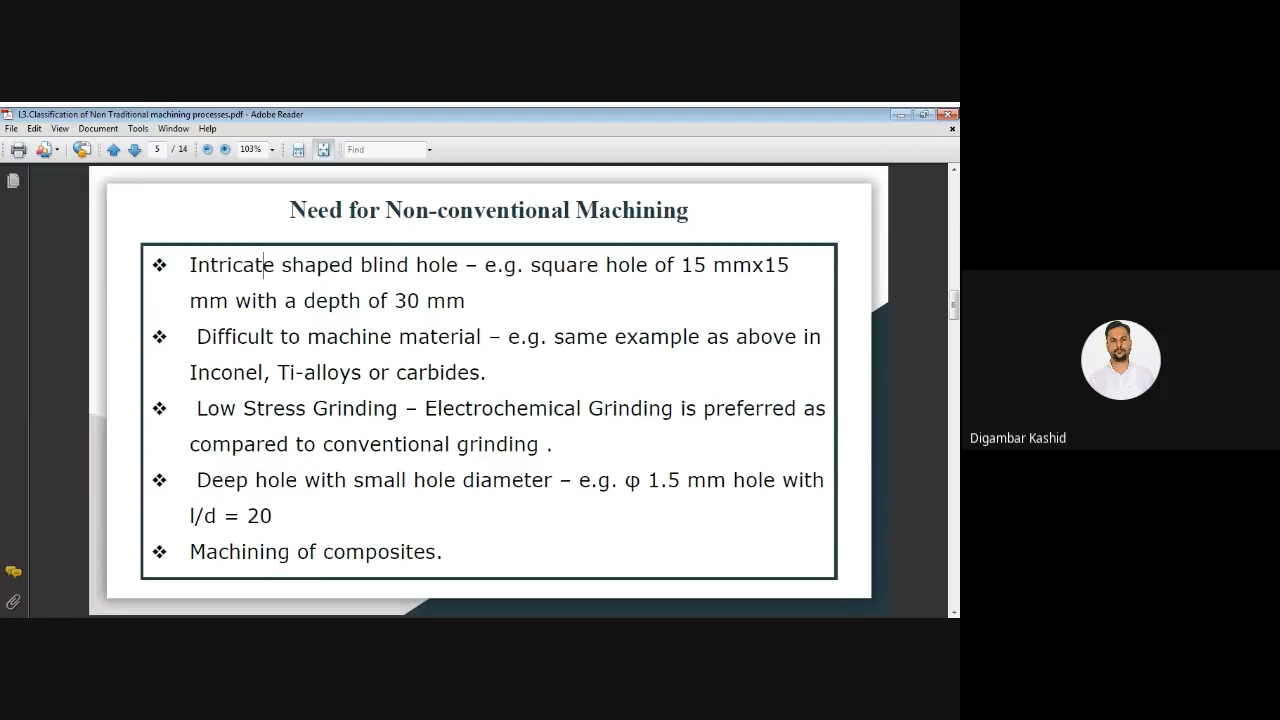 L3.Classification of Non Traditional machining processes.pdf - Adobe Reader
File Edit View Document Tools Window Help
5 / 14 103% Find
Need for Non-conventional Machining
❖ Intricate shaped blind hole – e.g. square hole of 15 mmx15
mm with a depth of 30 mm
❖ Difficult to machine material – e.g. same example as above in
Inconel, Ti-alloys or carbides.
❖ Low Stress Grinding – Electrochemical Grinding is preferred as
compared to conventional grinding .
❖ Deep hole with small hole diameter – e.g. φ 1.5 mm hole with
l/d = 20
❖ Machining of composites.
Digambar Kashid